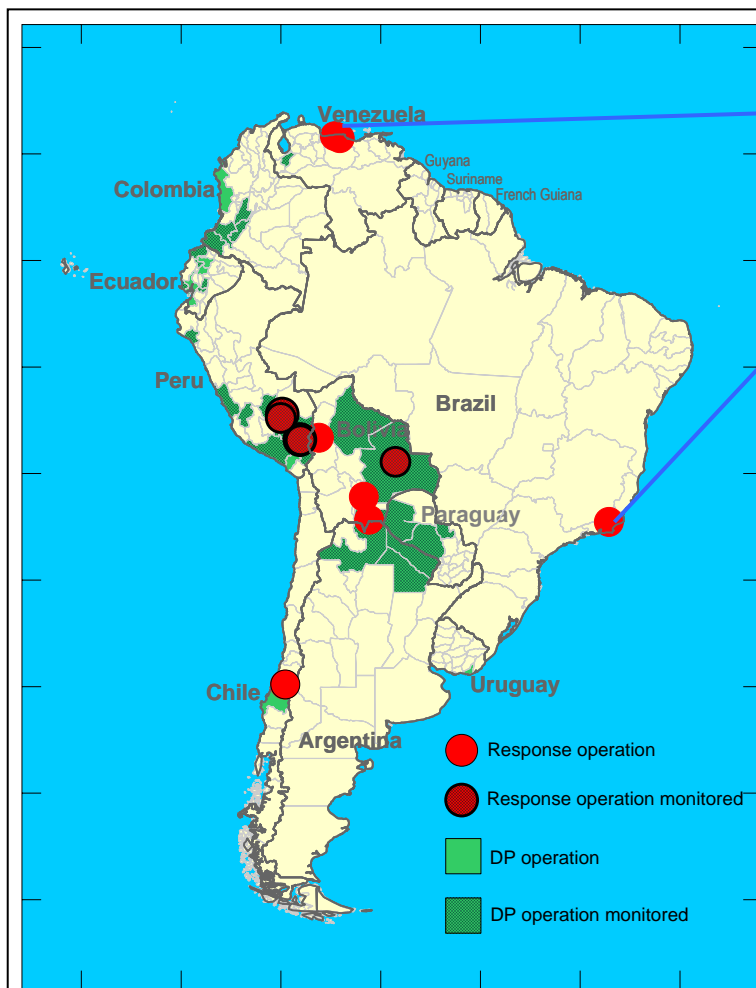 Venezuela
Guyana
Suriname
French Guiana
Colombia
Ecuador
Peru
Brazil
Bolivia
Paraguay
Chile
Uruguay
Argentina
Response operation
Response operation monitored
DP operation
DP operation monitored